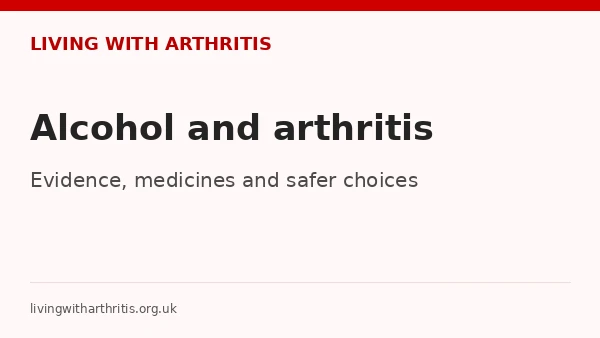 LIVING WITH ARTHRITIS
Alcohol and arthritis
Evidence, medicines and safer choices
livingwitharthritis.org.uk